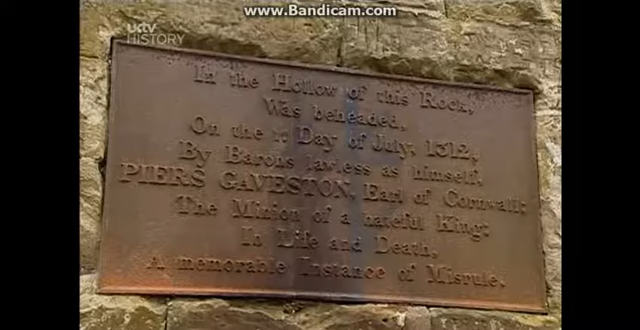 www.Bandicam.com
uktv
HISTORY
In the Hollow of this Rock,
Was beheaded,
On the 1st Day of July, 1312,
By Barons lawless as himself,
PIERS GAVESTON, Earl of Cornwall;
The Minion of a hateful King:
In Life and Death,
A memorable Instance of Misrule.